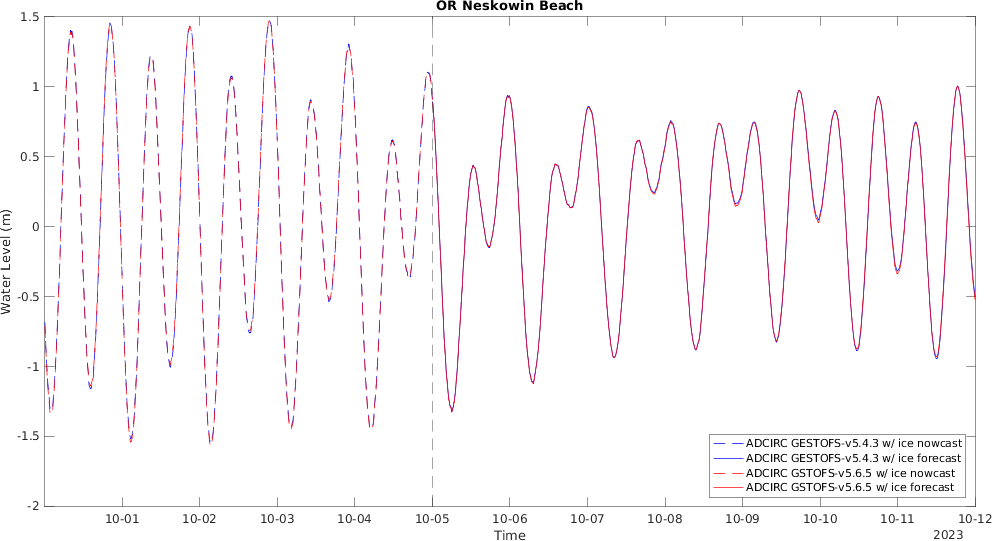 OR Neskowin Beach
1.5
1
0.5
0
-0.5
-1
-1.5
-2
Water Level (m)
10-01 10-02 10-03 10-04 10-05 10-06 10-07 10-08 10-09 10-10 10-11 10-12
Time
2023
ADCIRC GESTOFS-v5.4.3 w/ ice nowcast
ADCIRC GESTOFS-v5.4.3 w/ ice forecast
ADCIRC GSTOFS-v5.6.5 w/ ice nowcast
ADCIRC GSTOFS-v5.6.5 w/ ice forecast